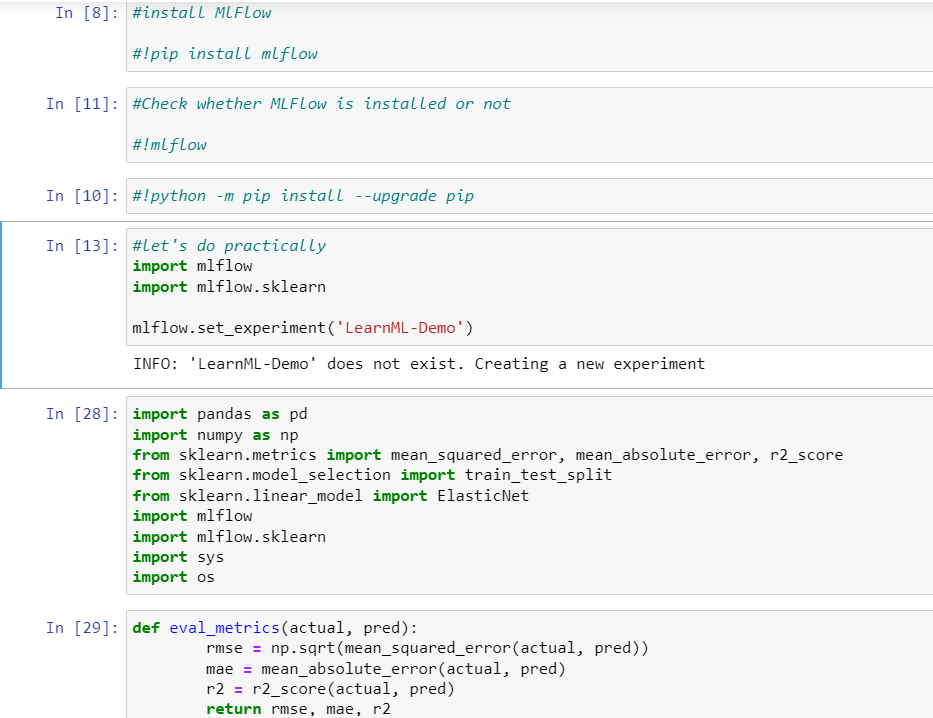 In [8]: #install MlFlow
#!pip install mlflow
In [11]: #Check whether MLFlow is installed or not
#!mlflow
In [10]: #!python -m pip install --upgrade pip
In [13]: #let's do practically
import mlflow
import mlflow.sklearn
mlflow.set_experiment('LearnML-Demo')
INFO: 'LearnML-Demo' does not exist. Creating a new experiment
In [28]: import pandas as pd
import numpy as np
from sklearn.metrics import mean_squared_error, mean_absolute_error, r2_score
from sklearn.model_selection import train_test_split
from sklearn.linear_model import ElasticNet
import mlflow
import mlflow.sklearn
import sys
import os
In [29]: def eval_metrics(actual, pred):
rmse = np.sqrt(mean_squared_error(actual, pred))
mae = mean_absolute_error(actual, pred)
r2 = r2_score(actual, pred)
return rmse, mae, r2